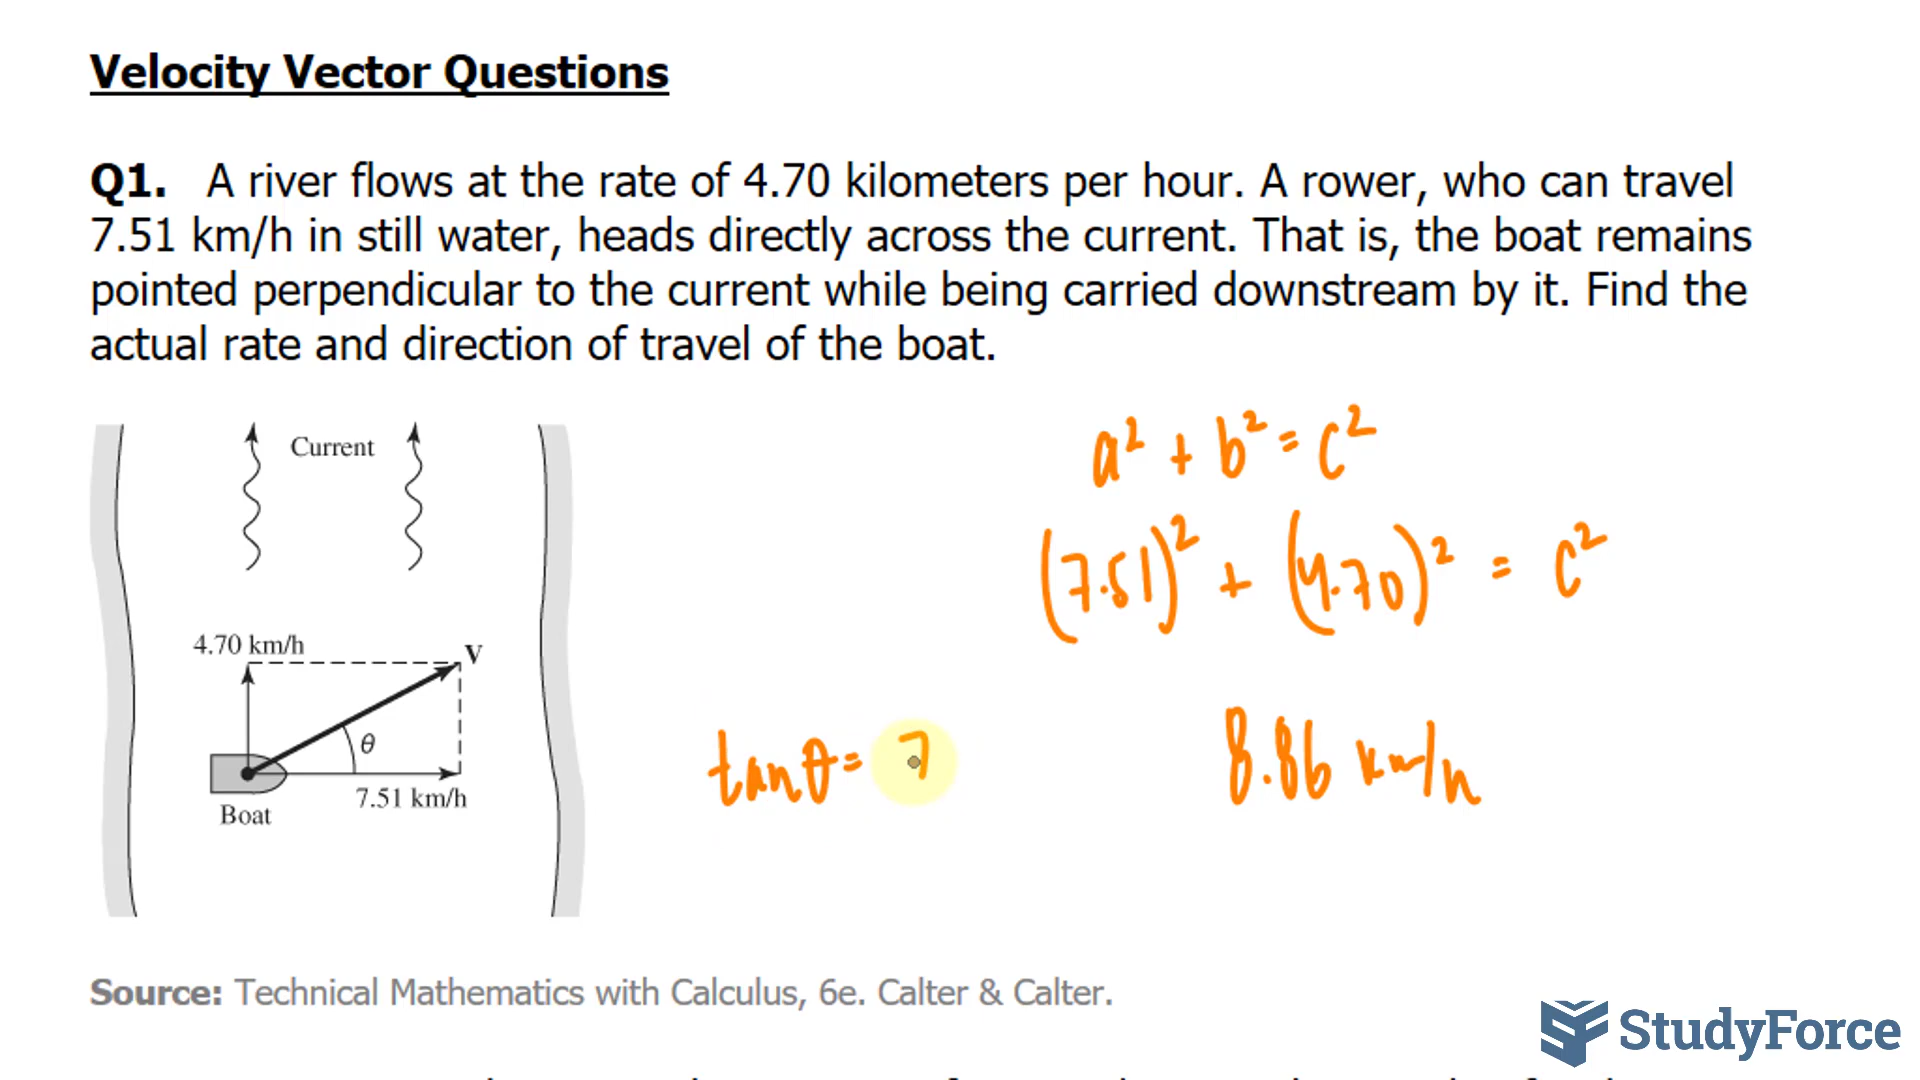 Velocity Vector Questions
Q1. A river flows at the rate of 4.70 kilometers per hour. A rower, who can travel
7.51 km/h in still water, heads directly across the current. That is, the boat remains
pointed perpendicular to the current while being carried downstream by it. Find the
actual rate and direction of travel of the boat.
Current
4.70 km/h
V
θ
7.51 km/h
Boat
a² + b² = c²
(7.51)² + (4.70)² = c²
tanθ = 7
8.86 km/h
Source: Technical Mathematics with Calculus, 6e. Calter & Calter.
StudyForce